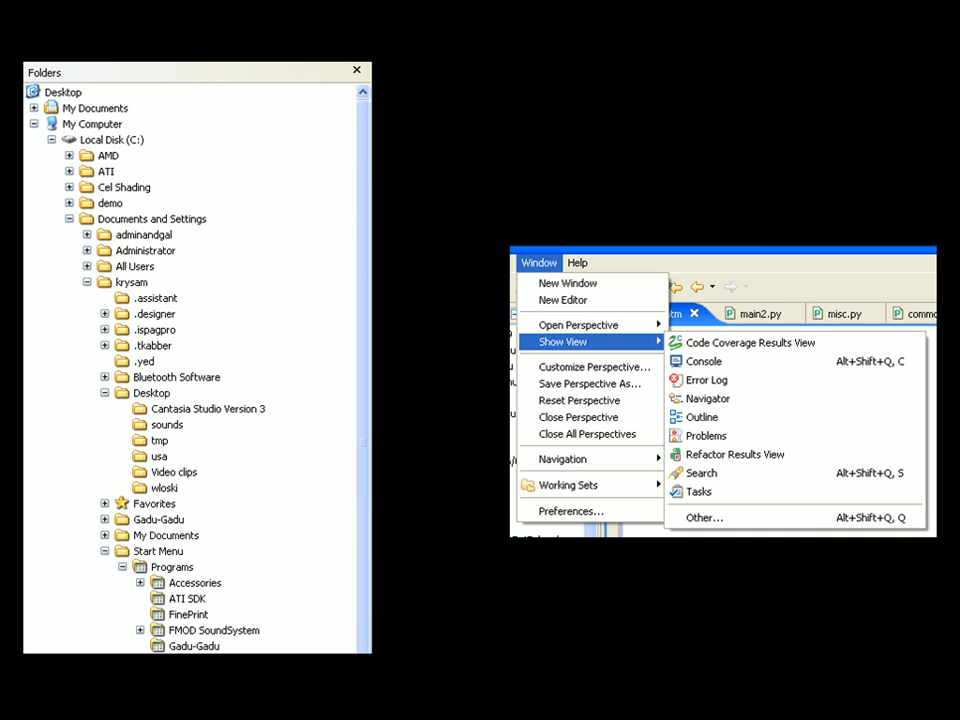 Folders
Desktop
My Documents
My Computer
Local Disk (C:)
AMD
ATI
Cel Shading
demo
Documents and Settings
adminandgal
Administrator
All Users
krysam
.assistant
.designer
.ispagpro
.tkabber
.yed
Bluetooth Software
Desktop
Cantasia Studio Version 3
sounds
tmp
usa
Video clips
wloski
Favorites
Gadu-Gadu
My Documents
Start Menu
Programs
Accessories
ATI SDK
FinePrint
FMOD SoundSystem
Gadu-Gadu
Window Help
New Window
New Editor
Open Perspective
Show View
Customize Perspective...
Save Perspective As...
Reset Perspective
Close Perspective
Close All Perspectives
Navigation
Working Sets
Preferences...
main2.py misc.py
Code Coverage Results View
Console Alt+Shift+Q, C
Error Log
Navigator
Outline
Problems
Refactor Results View
Search Alt+Shift+Q, S
Tasks
Other... Alt+Shift+Q, Q